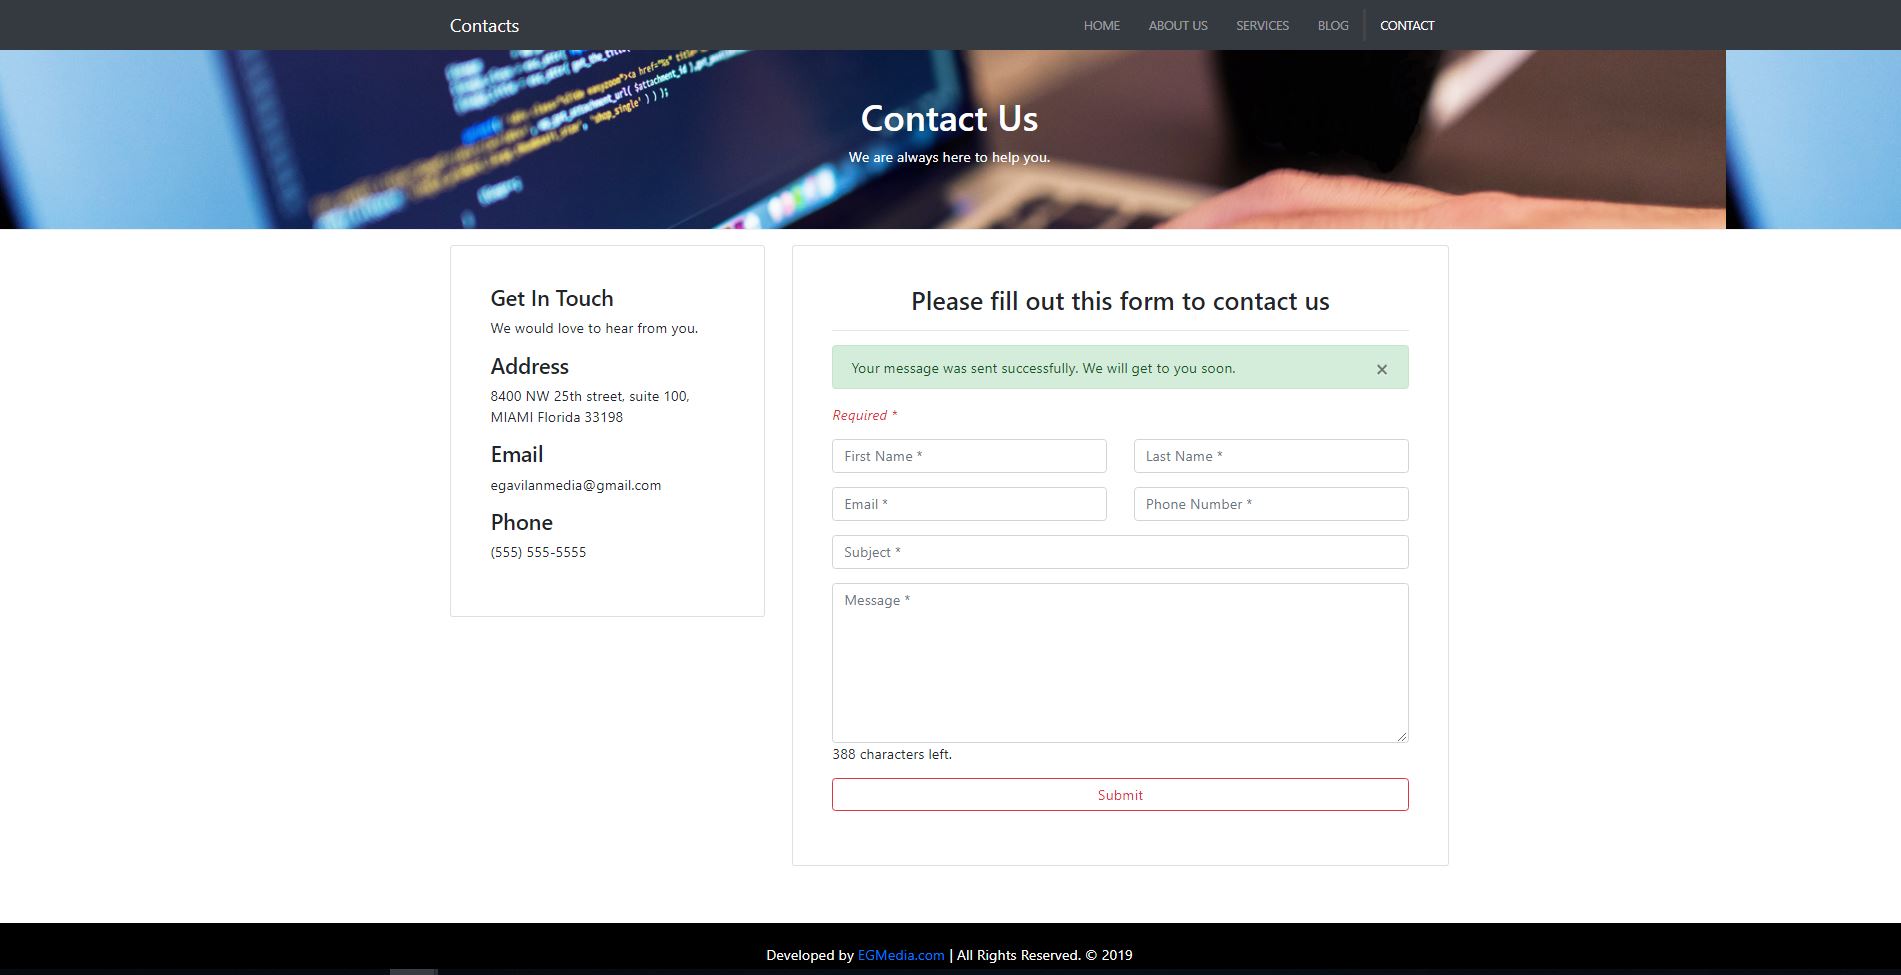 Contacts
HOME ABOUT US SERVICES BLOG CONTACT
href="%s"
$attachment_id
"shop_single"
Contact Us
We are always here to help you.
Get In Touch
We would love to hear from you.
Address
8400 NW 25th street, suite 100,
MIAMI Florida 33198
Email
egavilanmedia@gmail.com
Phone
(555) 555-5555
Please fill out this form to contact us
Your message was sent successfully. We will get to you soon. ×
Required *
First Name * Last Name *
Email * Phone Number *
Subject *
Message *
388 characters left.
Submit
Developed by EGMedia.com | All Rights Reserved. © 2019